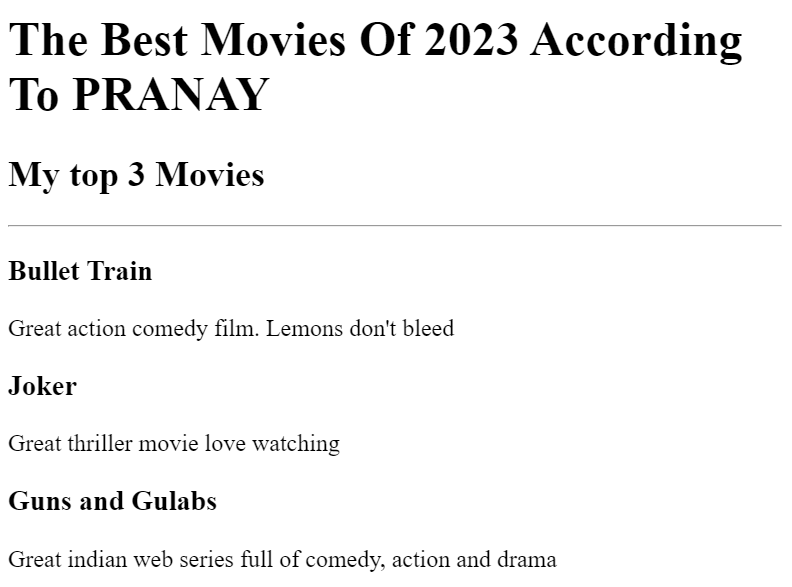 The Best Movies Of 2023 According
To PRANAY
My top 3 Movies
Bullet Train
Great action comedy film. Lemons don't bleed
Joker
Great thriller movie love watching
Guns and Gulabs
Great indian web series full of comedy, action and drama